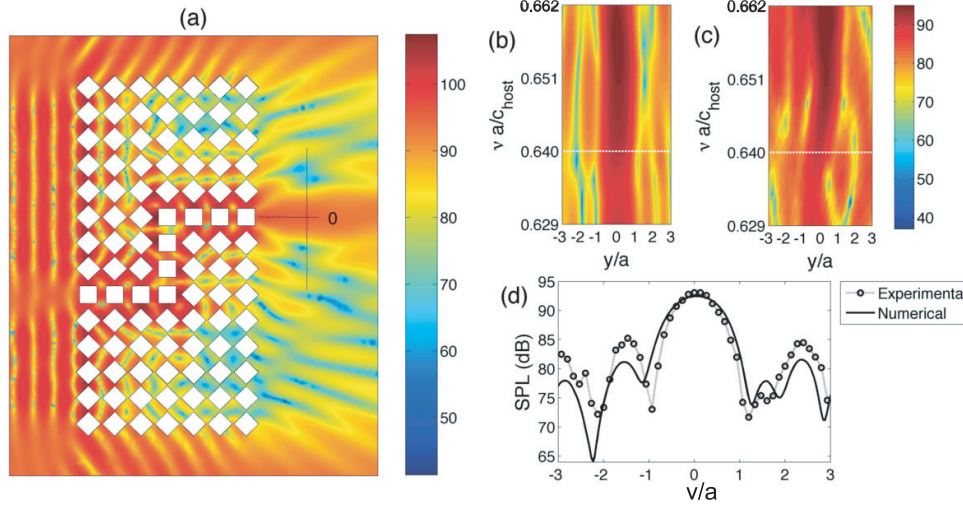 (a)
100
90
80
70
60
50
0
(b)
0.662
0.651
0.640
0.629
ν a/c_host
-3 -2 -1 0 1 2 3
y/a
(c)
0.662
0.651
0.640
0.629
ν a/c_host
-3 -2 -1 0 1 2 3
y/a
90
80
70
60
50
40
(d)
95
90
85
80
75
70
65
SPL (dB)
-3 -2 -1 0 1 2 3
v/a
Experimenta
Numerical